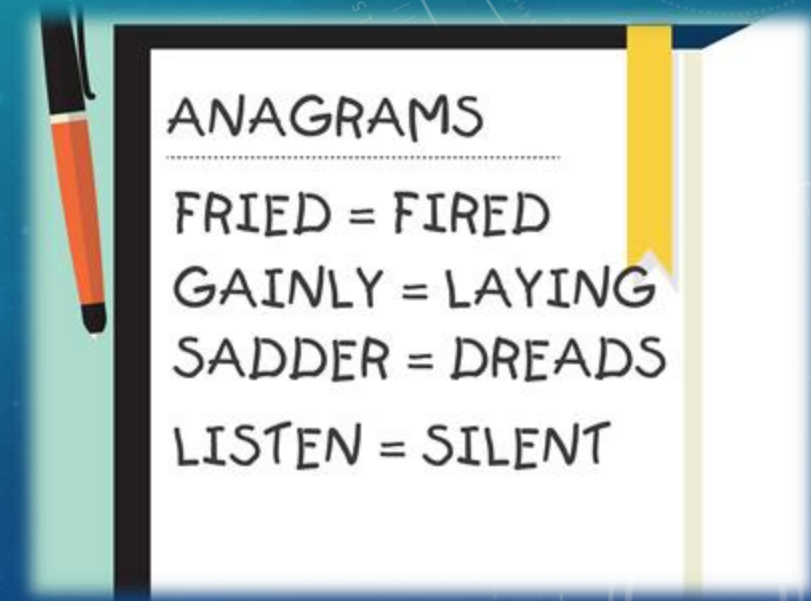 ANAGRAMS
FRIED = FIRED
GAINLY = LAYING
SADDER = DREADS
LISTEN = SILENT